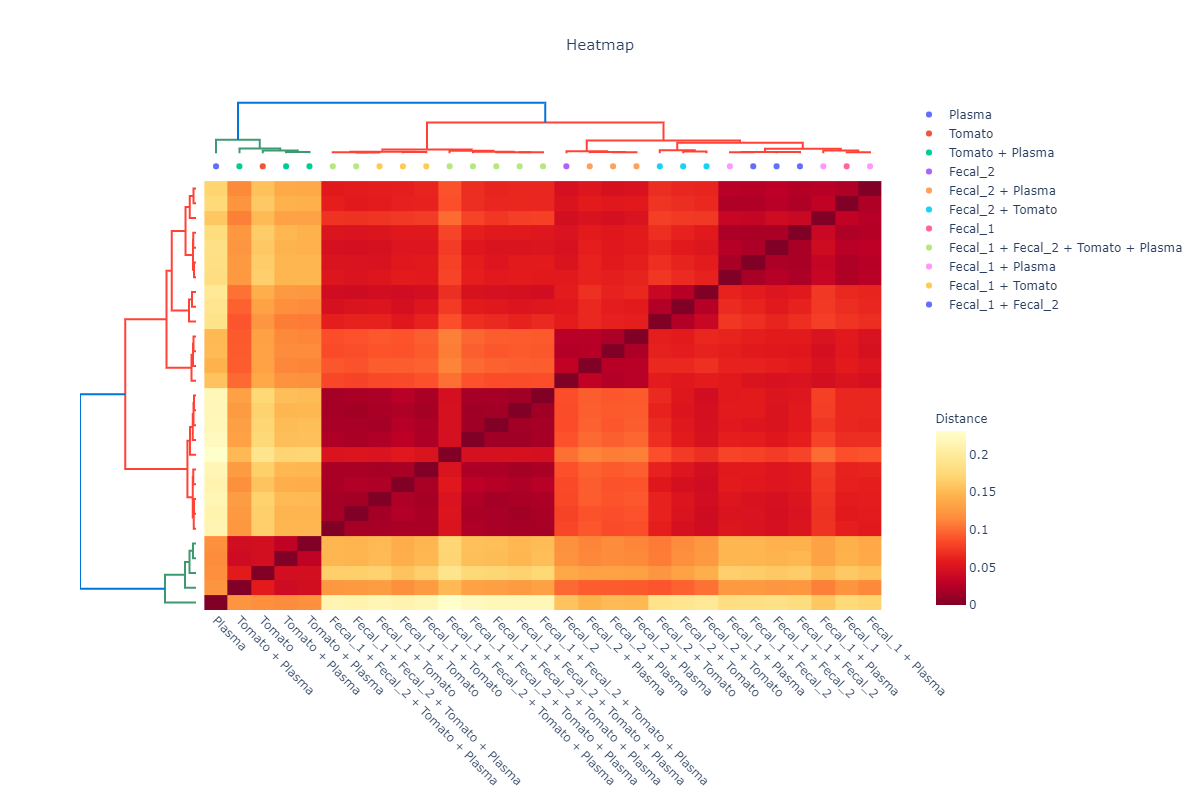 Heatmap
Plasma
Tomato
Tomato + Plasma
Fecal_2
Fecal_2 + Plasma
Fecal_2 + Tomato
Fecal_1
Fecal_1 + Fecal_2 + Tomato + Plasma
Fecal_1 + Plasma
Fecal_1 + Tomato
Fecal_1 + Fecal_2
Distance
0.2
0.15
0.1
0.05
0
Plasma
Tomato + Plasma
Tomato
Tomato + Plasma
Tomato + Plasma
Fecal_1 + Fecal_2 + Tomato + Plasma
Fecal_1 + Fecal_2 + Tomato + Plasma
Fecal_1 + Tomato
Fecal_1 + Tomato
Fecal_1 + Tomato
Fecal_1 + Fecal_2 + Tomato + Plasma
Fecal_1 + Fecal_2 + Tomato + Plasma
Fecal_1 + Fecal_2 + Tomato + Plasma
Fecal_1 + Fecal_2 + Tomato + Plasma
Fecal_1 + Fecal_2 + Tomato + Plasma
Fecal_2
Fecal_2 + Plasma
Fecal_2 + Plasma
Fecal_2 + Plasma
Fecal_2 + Tomato
Fecal_2 + Tomato
Fecal_2 + Tomato
Fecal_1 + Plasma
Fecal_1 + Fecal_2
Fecal_1 + Fecal_2
Fecal_1 + Fecal_2
Fecal_1 + Plasma
Fecal_1
Fecal_1 + Plasma